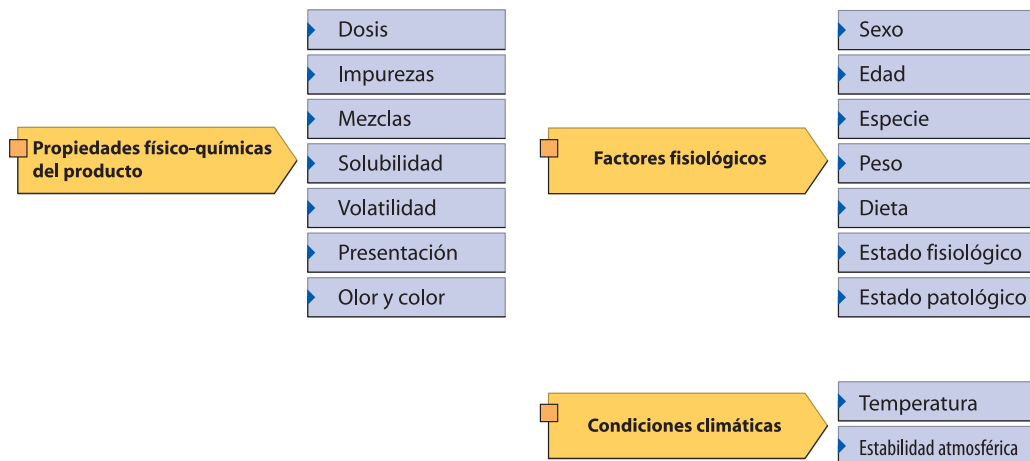 Propiedades físico-químicas
del producto
Dosis
Impurezas
Mezclas
Solubilidad
Volatilidad
Presentación
Olor y color
Factores fisiológicos
Sexo
Edad
Especie
Peso
Dieta
Estado fisiológico
Estado patológico
Condiciones climáticas
Temperatura
Estabilidad atmosférica